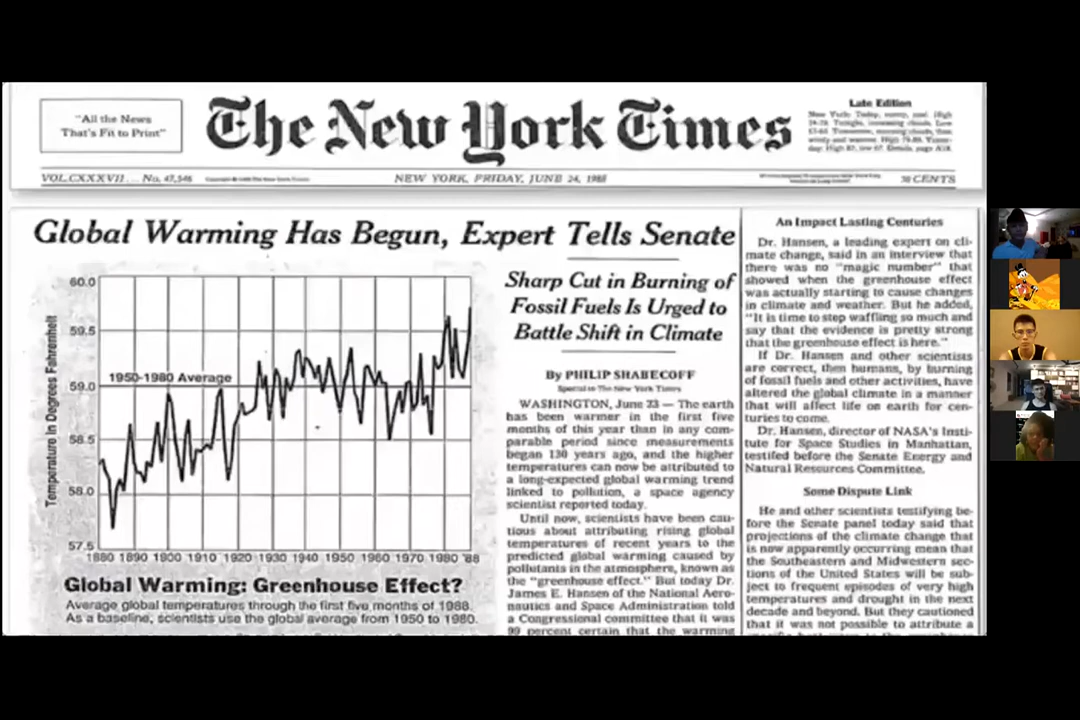 "All the News
That's Fit to Print"
The New York Times
Late Edition
VOL.CXXXVII... No. 47,546
NEW YORK, FRIDAY, JUNE 24, 1988
CENTS
Global Warming Has Begun, Expert Tells Senate
60.0
59.5
59.0
58.5
58.0
57.5
Temperature in Degrees Fahrenheit
1950-1980 Average
1880 1890 1900 1910 1920 1930 1940 1950 1960 1970 1980 '88
Global Warming: Greenhouse Effect?
Average global temperatures through the first five months of 1988.
As a baseline, scientists use the global average from 1950 to 1980.
Sharp Cut in Burning of
Fossil Fuels Is Urged to
Battle Shift in Climate
By PHILIP SHABECOFF
Special to The New York Times
WASHINGTON, June 23 — The earth
has been warmer in the first five
months of this year than in any com-
parable period since measurements
began 130 years ago, and the higher
temperatures can now be attributed to
a long-expected global warming trend
linked to pollution, a space agency
scientist reported today.
Until now, scientists have been cau-
tious about attributing rising global
temperatures of recent years to the
predicted global warming caused by
pollutants in the atmosphere, known as
the "greenhouse effect." But today Dr.
James E. Hansen of the National Aero-
nautics and Space Administration told
a Congressional committee that it was
99 percent certain that the warming
An Impact Lasting Centuries
Dr. Hansen, a leading expert on cli-
mate change, said in an interview that
there was no "magic number" that
showed when the greenhouse effect
was actually starting to cause changes
in climate and weather. But he added,
"It is time to stop waffling so much and
say that the evidence is pretty strong
that the greenhouse effect is here."
If Dr. Hansen and other scientists
are correct, then humans, by burning
of fossil fuels and other activities, have
altered the global climate in a manner
that will affect life on earth for cen-
turies to come.
Dr. Hansen, director of NASA's Insti-
tute for Space Studies in Manhattan,
testifed before the Senate Energy and
Natural Resources Committee.
Some Dispute Link
He and other scientists testifying be-
fore the Senate panel today said that
projections of the climate change that
is now apparently occurring mean that
the Southeastern and Midwestern sec-
tions of the United States will be sub-
ject to frequent episodes of very high
temperatures and drought in the next
decade and beyond. But they cautioned
that it was not possible to attribute a